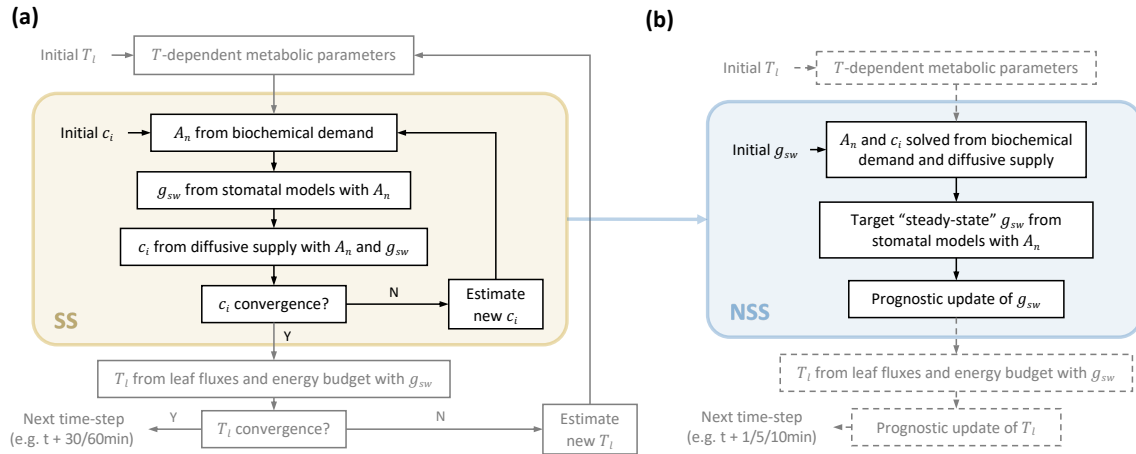 (a)
Initial T_l
T-dependent metabolic parameters
Initial c_i
A_n from biochemical demand
g_sw from stomatal models with A_n
c_i from diffusive supply with A_n and g_sw
c_i convergence?
N
Estimate
new c_i
SS
Y
T_l from leaf fluxes and energy budget with g_sw
Next time-step
(e.g. t + 30/60min)
Y
T_l convergence?
N
Estimate
new T_l
(b)
Initial T_l
T-dependent metabolic parameters
Initial g_sw
A_n and c_i solved from biochemical
demand and diffusive supply
Target “steady-state” g_sw from
stomatal models with A_n
Prognostic update of g_sw
NSS
T_l from leaf fluxes and energy budget with g_sw
Next time-step
(e.g. t + 1/5/10min)
Prognostic update of T_l